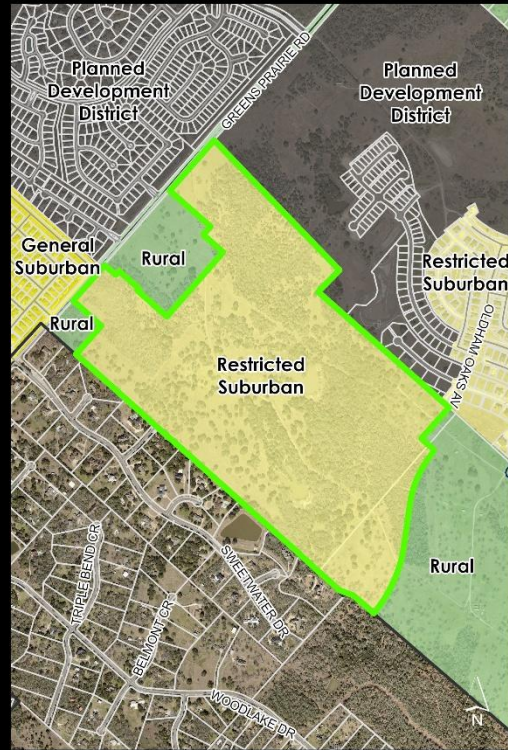 Planned
Development
District
GREENS PRAIRIE RD
Planned
Development
District
General
Suburban
Rural
Restricted
Suburban
Rural
OLDHAM OAKS AV
Restricted
Suburban
Rural
SWEETWATER DR
TRIPLE BEND CR
BELMONT CR
WOODLAKE DR
N